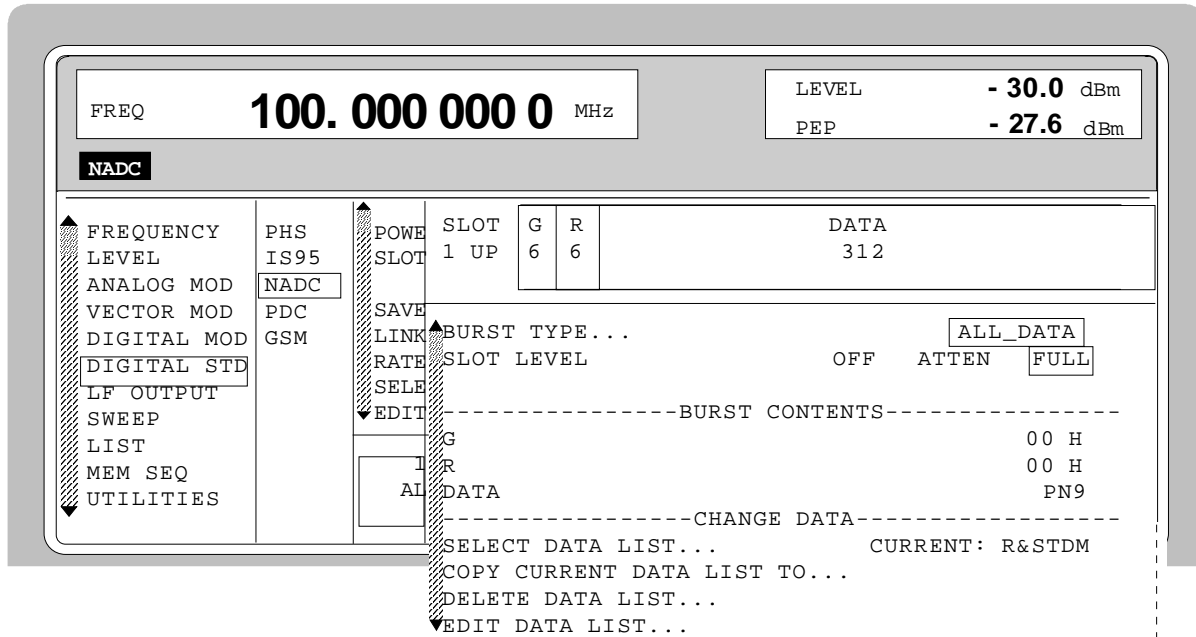 FREQ 100. 000 000 0 MHz
LEVEL - 30.0 dBm
PEP - 27.6 dBm
NADC
FREQUENCY
LEVEL
ANALOG MOD
VECTOR MOD
DIGITAL MOD
DIGITAL STD
LF OUTPUT
SWEEP
LIST
MEM SEQ
UTILITIES
PHS
IS95
NADC
PDC
GSM
POWE
SLOT
SAVE
LINK
RATE
SELE
EDIT
1
AL
SLOT G R DATA
1 UP 6 6 312
BURST TYPE... ALL_DATA
SLOT LEVEL OFF ATTEN FULL
----------------BURST CONTENTS----------------
G 00 H
R 00 H
DATA PN9
-----------------CHANGE DATA------------------
SELECT DATA LIST... CURRENT: R&STDM
COPY CURRENT DATA LIST TO...
DELETE DATA LIST...
EDIT DATA LIST...